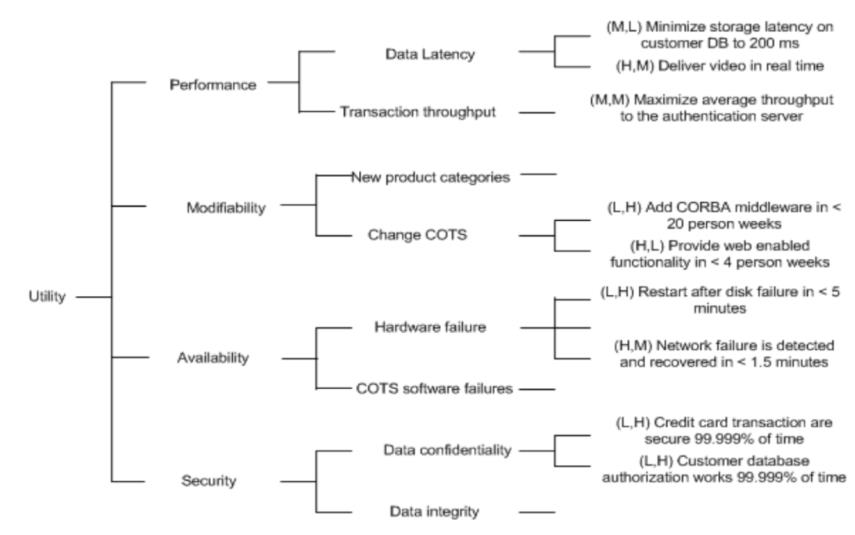 (M,L) Minimize storage latency on
customer DB to 200 ms
Data Latency
(H,M) Deliver video in real time
Performance
(M,M) Maximize average throughput
to the authentication server
Transaction throughput
New product categories
Modifiability
(L,H) Add CORBA middleware in <
20 person weeks
Change COTS
(H,L) Provide web enabled
functionality in < 4 person weeks
Utility
(L,H) Restart after disk failure in < 5
minutes
Hardware failure
(H,M) Network failure is detected
and recovered in < 1.5 minutes
Availability
COTS software failures
(L,H) Credit card transaction are
secure 99.999% of time
Data confidentiality
(L,H) Customer database
authorization works 99.999% of time
Security
Data integrity